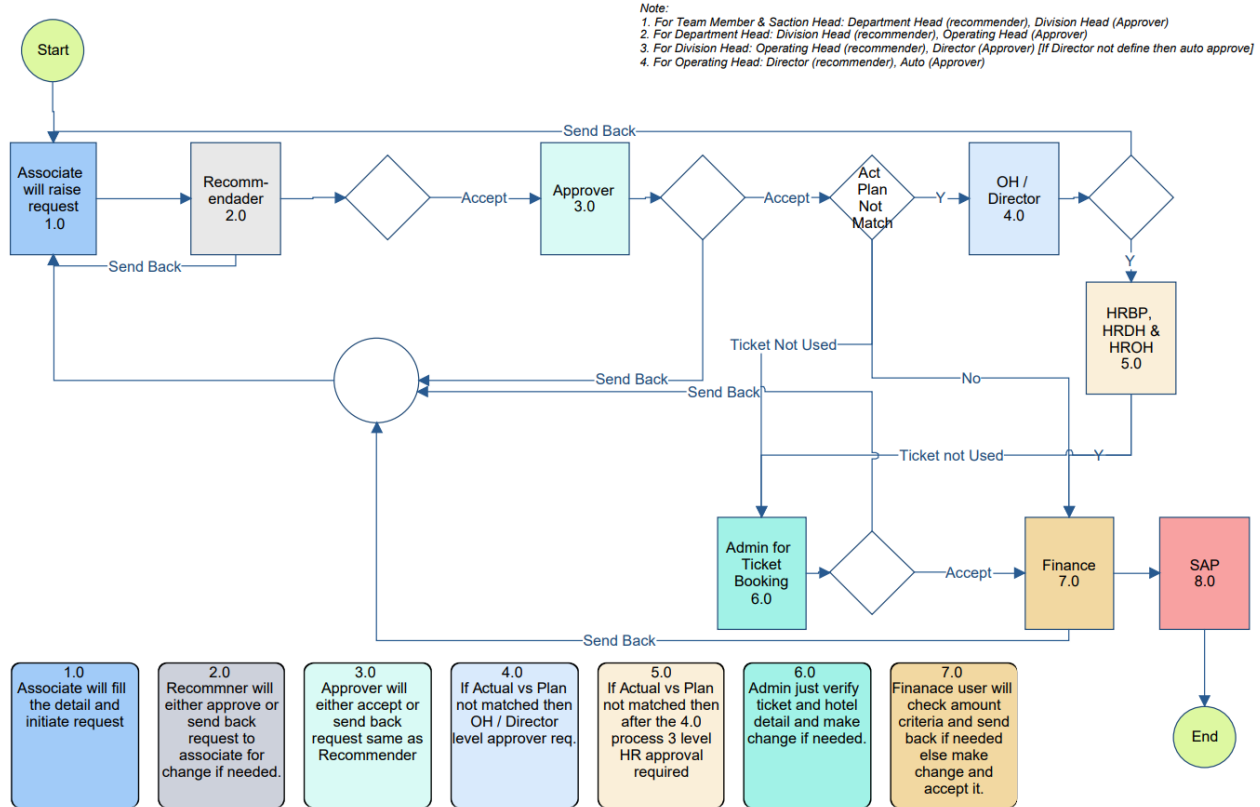 Note:
1. For Team Member & Saction Head: Department Head (recommender), Division Head (Approver)
2. For Department Head: Division Head (recommender), Operating Head (Approver)
3. For Division Head: Operating Head (recommender), Director (Approver) [If Director not define then auto approve]
4. For Operating Head: Director (recommender), Auto (Approver)
Start
Send Back
Associate
will raise
request
1.0
Recomm-
endader
2.0
Accept
Approver
3.0
Accept
Act
Plan
Not
Match
Y
OH /
Director
4.0
Send Back
Y
HRBP,
HRDH &
HROH
5.0
Ticket Not Used
No
Send Back
Send Back
Ticket not Used
Y
Admin for
Ticket
Booking
6.0
Accept
Finance
7.0
SAP
8.0
Send Back
1.0
Associate will fill
the detail and
initiate request
2.0
Recommner will
either approve or
send back
request to
associate for
change if needed.
3.0
Approver will
either accept or
send back
request same as
Recommender
4.0
If Actual vs Plan
not matched then
OH / Director
level approver req.
5.0
If Actual vs Plan
not matched then
after the 4.0
process 3 level
HR approval
required
6.0
Admin just verify
ticket and hotel
detail and make
change if needed.
7.0
Finanace user will
check amount
criteria and send
back if needed
else make
change and
accept it.
End